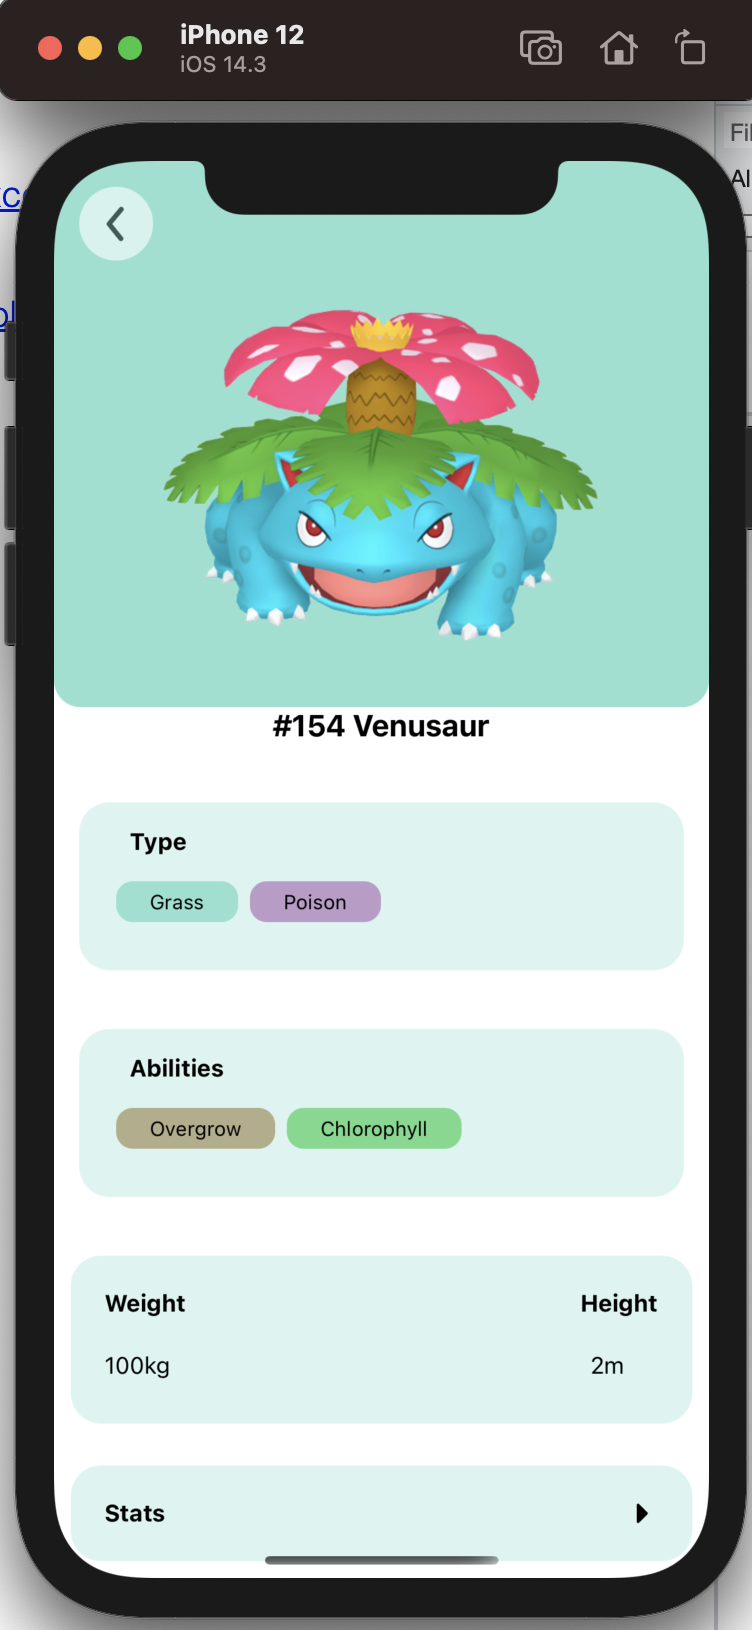 iPhone 12
iOS 14.3
#154 Venusaur
Type
Grass Poison
Abilities
Overgrow Chlorophyll
Weight Height
100kg 2m
Stats